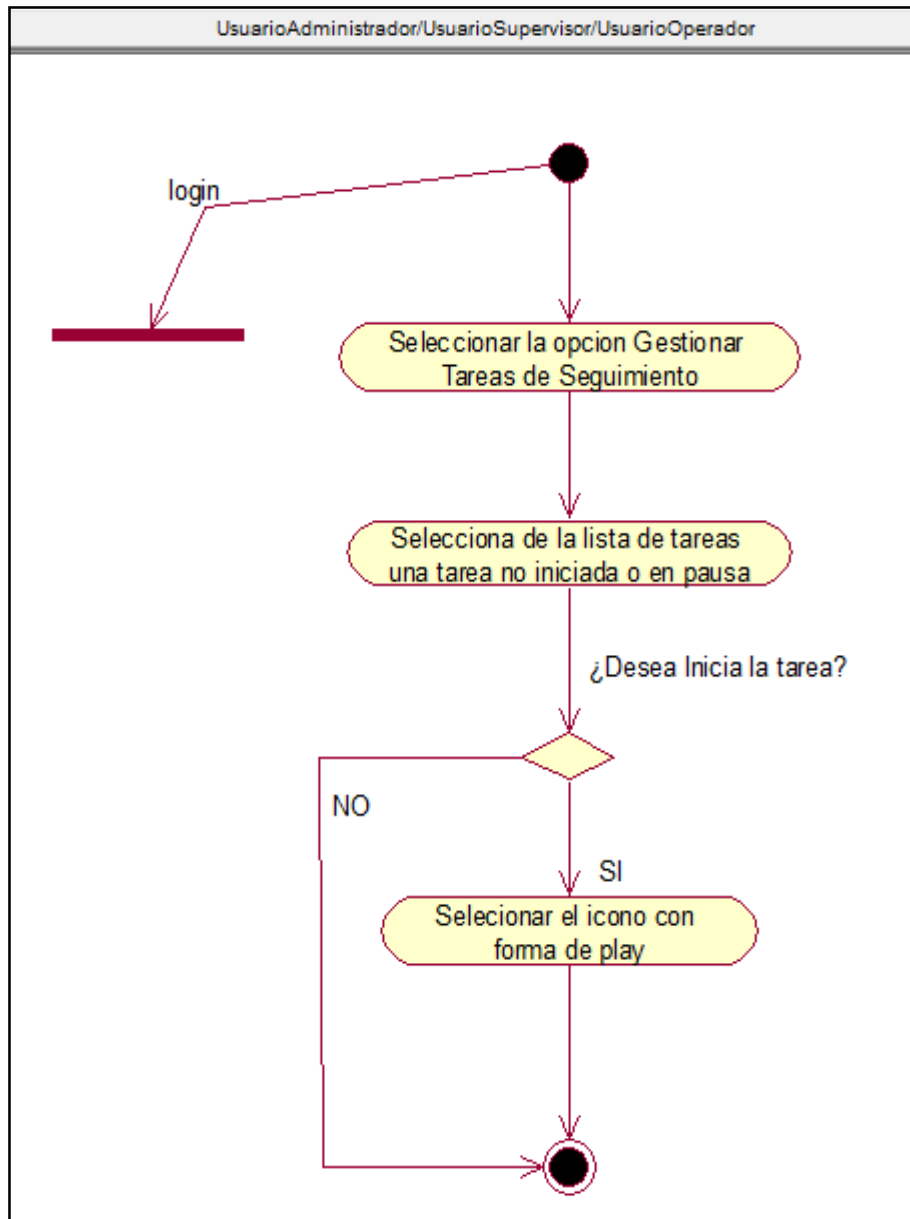 UsuarioAdministrador/UsuarioSupervisor/UsuarioOperador
login
Seleccionar la opcion Gestionar
Tareas de Seguimiento
Selecciona de la lista de tareas
una tarea no iniciada o en pausa
¿Desea Inicia la tarea?
NO
SI
Selecionar el icono con
forma de play